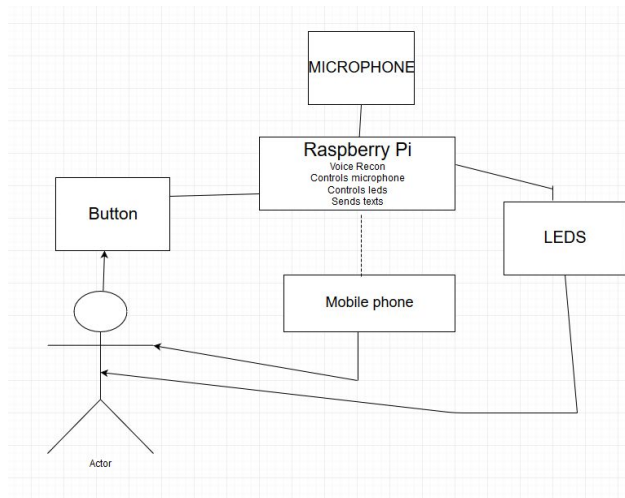 MICROPHONE
Raspberry Pi
Voice Recon
Controls microphone
Controls leds
Sends texts
Button
LEDS
Mobile phone
Actor